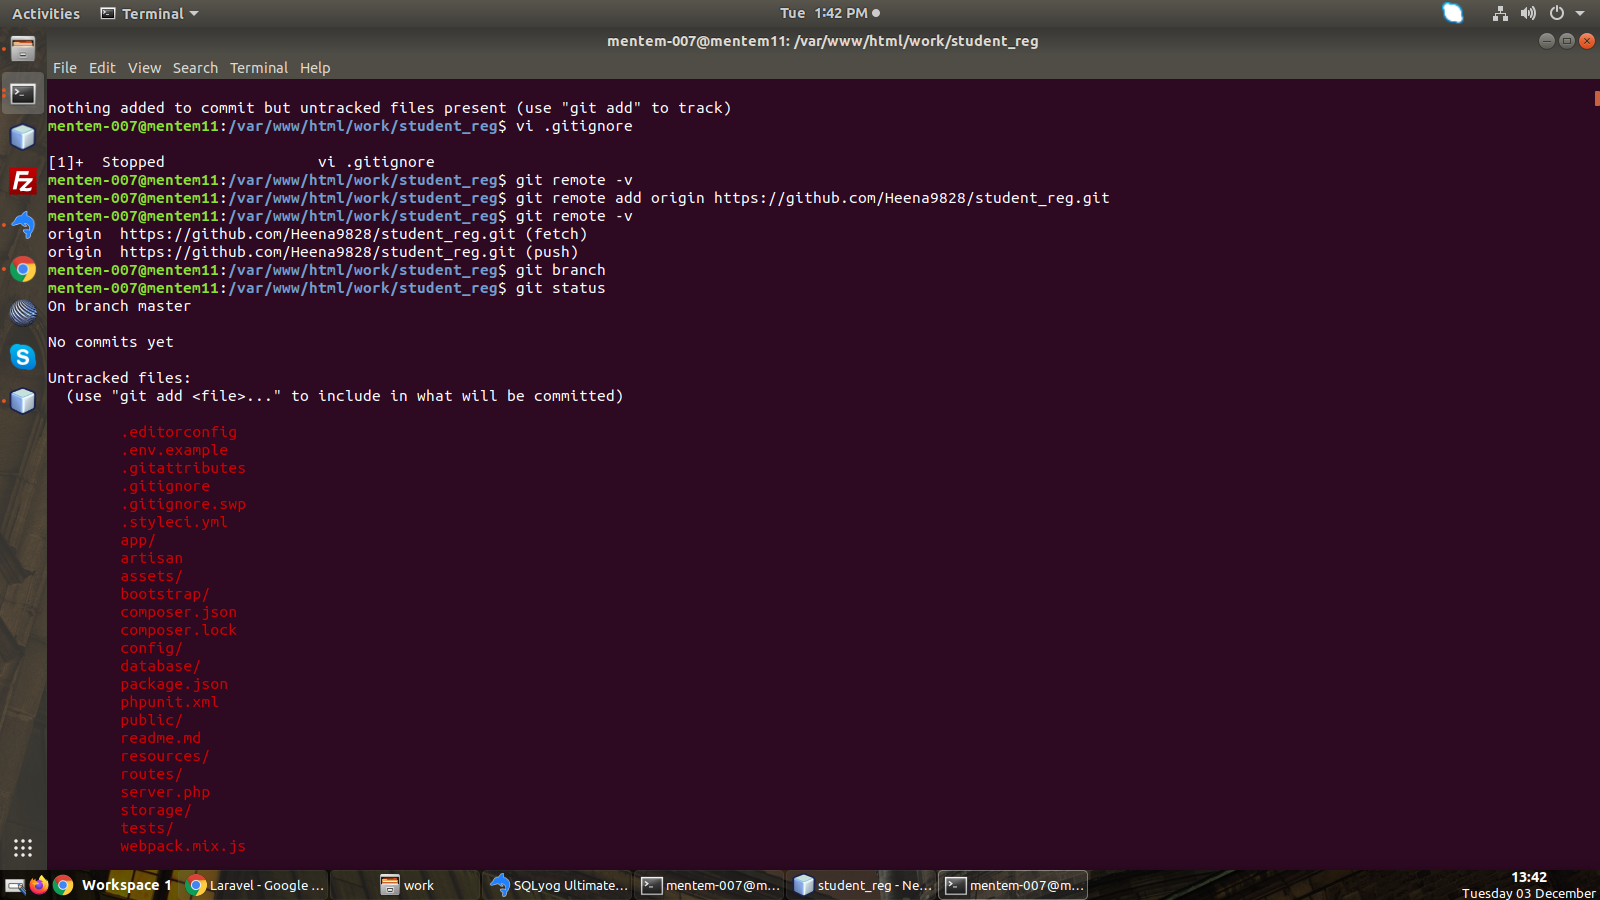 Activities Terminal Tue 1:42 PM
mentem-007@mentem11: /var/www/html/work/student_reg
File Edit View Search Terminal Help
nothing added to commit but untracked files present (use "git add" to track)
mentem-007@mentem11:/var/www/html/work/student_reg$ vi .gitignore
[1]+  Stopped                 vi .gitignore
mentem-007@mentem11:/var/www/html/work/student_reg$ git remote -v
mentem-007@mentem11:/var/www/html/work/student_reg$ git remote add origin https://github.com/Heena9828/student_reg.git
mentem-007@mentem11:/var/www/html/work/student_reg$ git remote -v
origin  https://github.com/Heena9828/student_reg.git (fetch)
origin  https://github.com/Heena9828/student_reg.git (push)
mentem-007@mentem11:/var/www/html/work/student_reg$ git branch
mentem-007@mentem11:/var/www/html/work/student_reg$ git status
On branch master
No commits yet
Untracked files:
  (use "git add <file>..." to include in what will be committed)
.editorconfig
.env.example
.gitattributes
.gitignore
.gitignore.swp
.styleci.yml
app/
artisan
assets/
bootstrap/
composer.json
composer.lock
config/
database/
package.json
phpunit.xml
public/
readme.md
resources/
routes/
server.php
storage/
tests/
webpack.mix.js
Workspace 1 Laravel - Google ... work SQLyog Ultimate... mentem-007@m... student_reg - Ne... mentem-007@m... 13:42
Tuesday 03 December